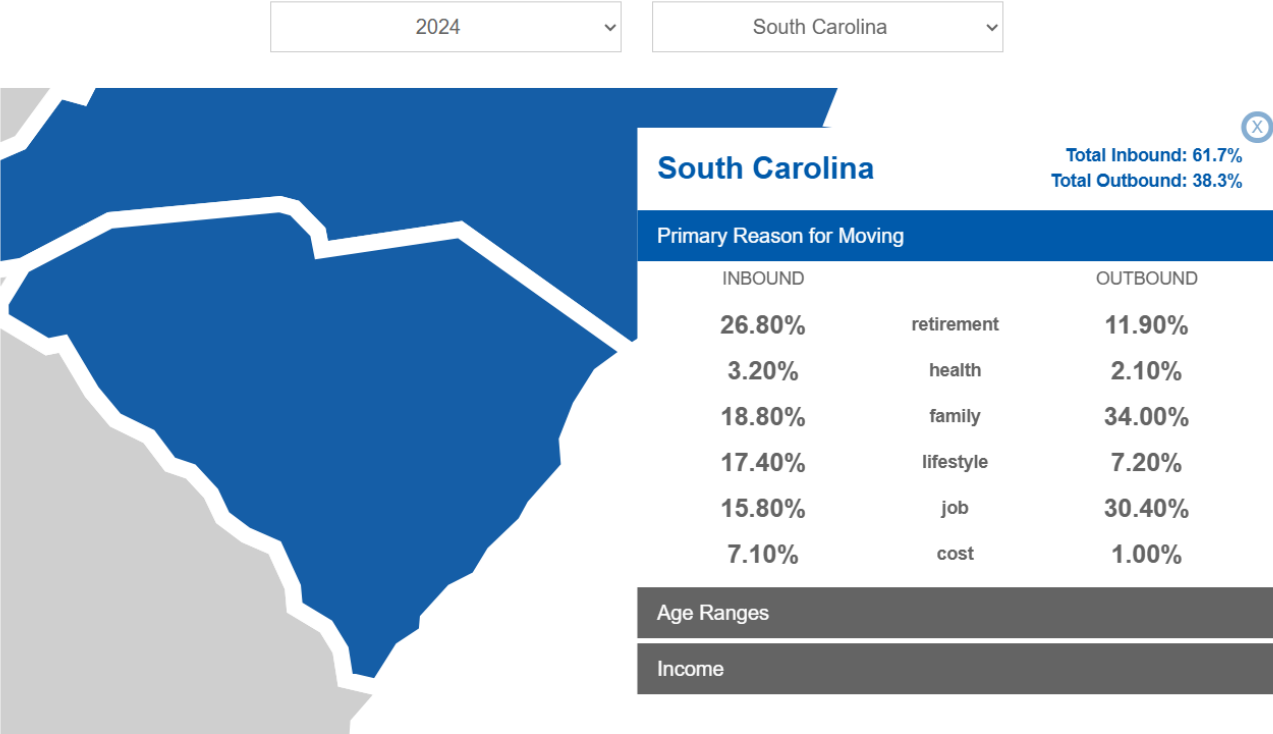 2024
South Carolina
X
South Carolina
Total Inbound: 61.7%
Total Outbound: 38.3%
Primary Reason for Moving
INBOUND OUTBOUND
26.80% retirement 11.90%
3.20% health 2.10%
18.80% family 34.00%
17.40% lifestyle 7.20%
15.80% job 30.40%
7.10% cost 1.00%
Age Ranges
Income